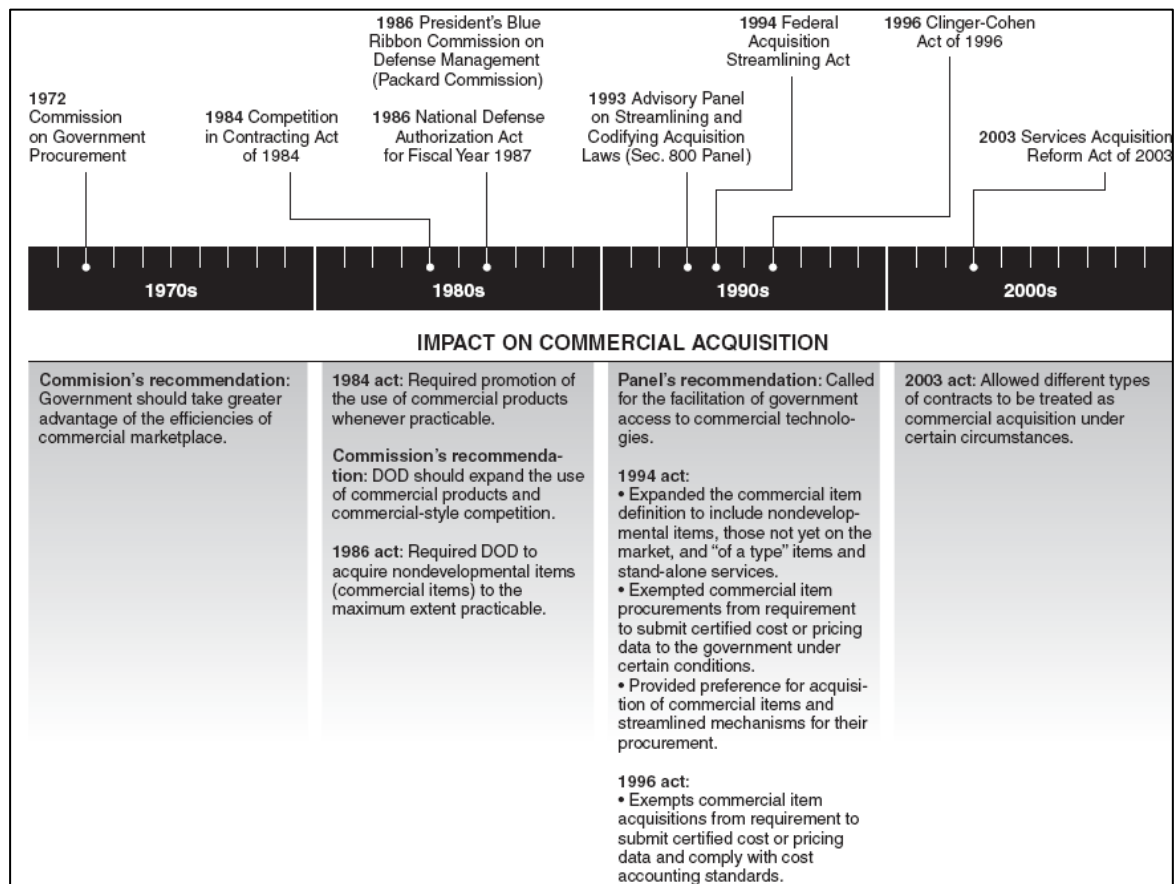 1972
Commission
on Government
Procurement
1984 Competition
in Contracting Act
of 1984
1986 President's Blue
Ribbon Commission on
Defense Management
(Packard Commission)
1986 National Defense
Authorization Act
for Fiscal Year 1987
1993 Advisory Panel
on Streamlining and
Codifying Acquisition
Laws (Sec. 800 Panel)
1994 Federal
Acquisition
Streamlining Act
1996 Clinger-Cohen
Act of 1996
2003 Services Acquisition
Reform Act of 2003
1970s
1980s
1990s
2000s
IMPACT ON COMMERCIAL ACQUISITION
Commision's recommendation:
Government should take greater
advantage of the efficiencies of
commercial marketplace.
1984 act: Required promotion of
the use of commercial products
whenever practicable.
Commission's recommenda-
tion: DOD should expand the use
of commercial products and
commercial-style competition.
1986 act: Required DOD to
acquire nondevelopmental items
(commercial items) to the
maximum extent practicable.
Panel's recommendation: Called
for the facilitation of government
access to commercial technolo-
gies.
1994 act:
• Expanded the commercial item
definition to include nondevelop-
mental items, those not yet on the
market, and "of a type" items and
stand-alone services.
• Exempted commercial item
procurements from requirement
to submit certified cost or pricing
data to the government under
certain conditions.
• Provided preference for acquisi-
tion of commercial items and
streamlined mechanisms for their
procurement.
1996 act:
• Exempts commercial item
acquisitions from requirement to
submit certified cost or pricing
data and comply with cost
accounting standards.
2003 act: Allowed different types
of contracts to be treated as
commercial acquisition under
certain circumstances.